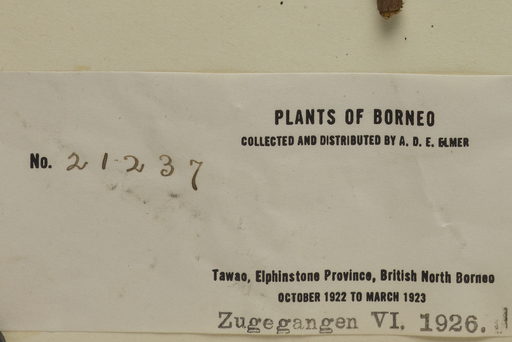 PLANTS OF BORNEO
COLLECTED AND DISTRIBUTED BY A. D. E. ELMER
No. 21237
Tawao, Elphinstone Province, British North Borneo
OCTOBER 1922 TO MARCH 1923
Zugegangen VI. 1926.